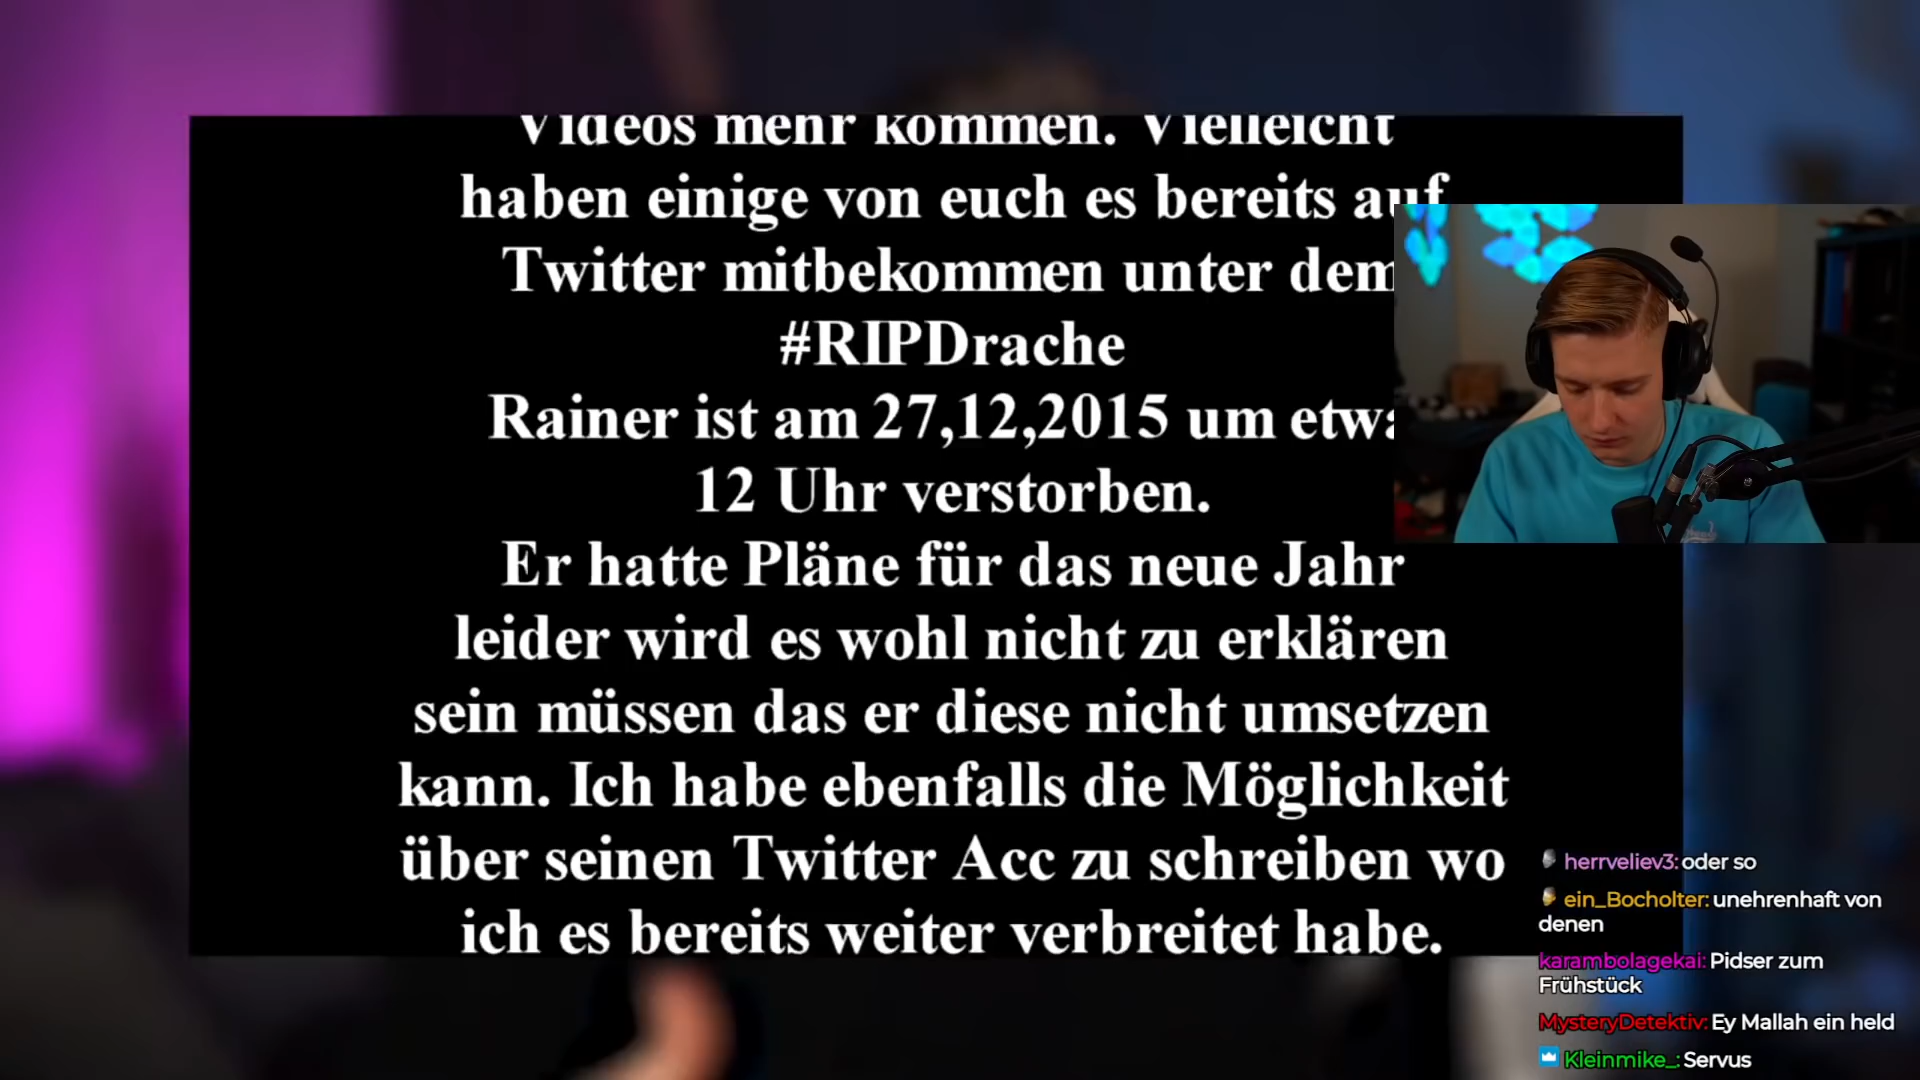 Videos mehr kommen. Vielleicht
haben einige von euch es bereits auf
Twitter mitbekommen unter dem
#RIPDrache
Rainer ist am 27,12,2015 um etwa
12 Uhr verstorben.
Er hatte Pläne für das neue Jahr
leider wird es wohl nicht zu erklären
sein müssen das er diese nicht umsetzen
kann. Ich habe ebenfalls die Möglichkeit
über seinen Twitter Acc zu schreiben wo
ich es bereits weiter verbreitet habe.
herrveliev3: oder so
ein_Bocholter: unehrenhaft von
denen
karambolagekai: Pidser zum
Frühstück
MysteryDetektiv: Ey Mallah ein held
Kleinmike_: Servus